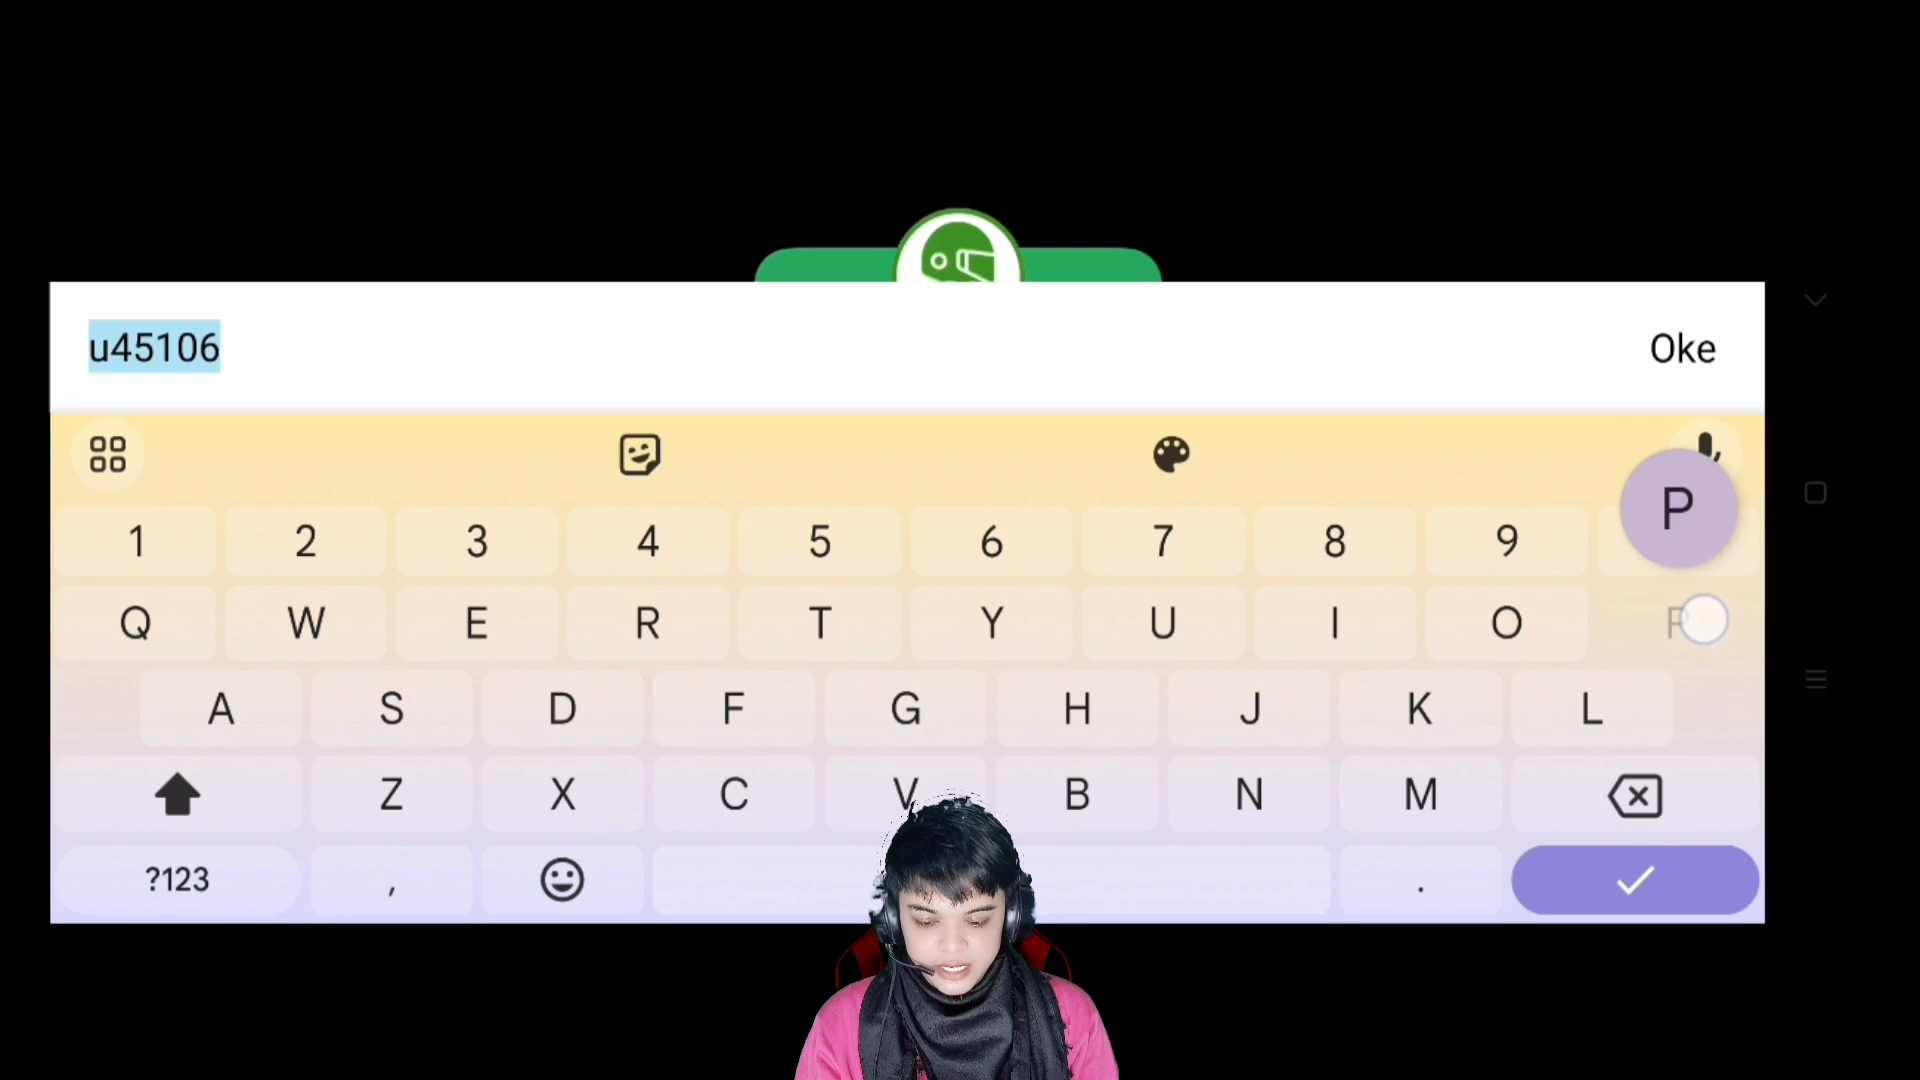 u45106
Oke
P
1 2 3 4 5 6 7 8 9
Q W E R T Y U I O P
A S D F G H J K L
Z X C V B N M
?123 , .